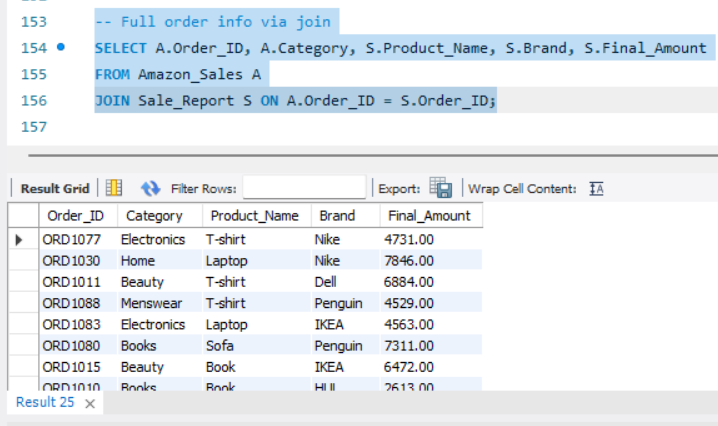 153 -- Full order info via join
154 SELECT A.Order_ID, A.Category, S.Product_Name, S.Brand, S.Final_Amount
155 FROM Amazon_Sales A
156 JOIN Sale_Report S ON A.Order_ID = S.Order_ID;
157
Result Grid Filter Rows: Export: Wrap Cell Content: IA
Order_ID Category Product_Name Brand Final_Amount
ORD1077 Electronics T-shirt Nike 4731.00
ORD1030 Home Laptop Nike 7846.00
ORD1011 Beauty T-shirt Dell 6884.00
ORD1088 Menswear T-shirt Penguin 4529.00
ORD1083 Electronics Laptop IKEA 4563.00
ORD1080 Books Sofa Penguin 7311.00
ORD1015 Beauty Book IKEA 6472.00
ORD1010 Books Book HUL 2613.00
Result 25